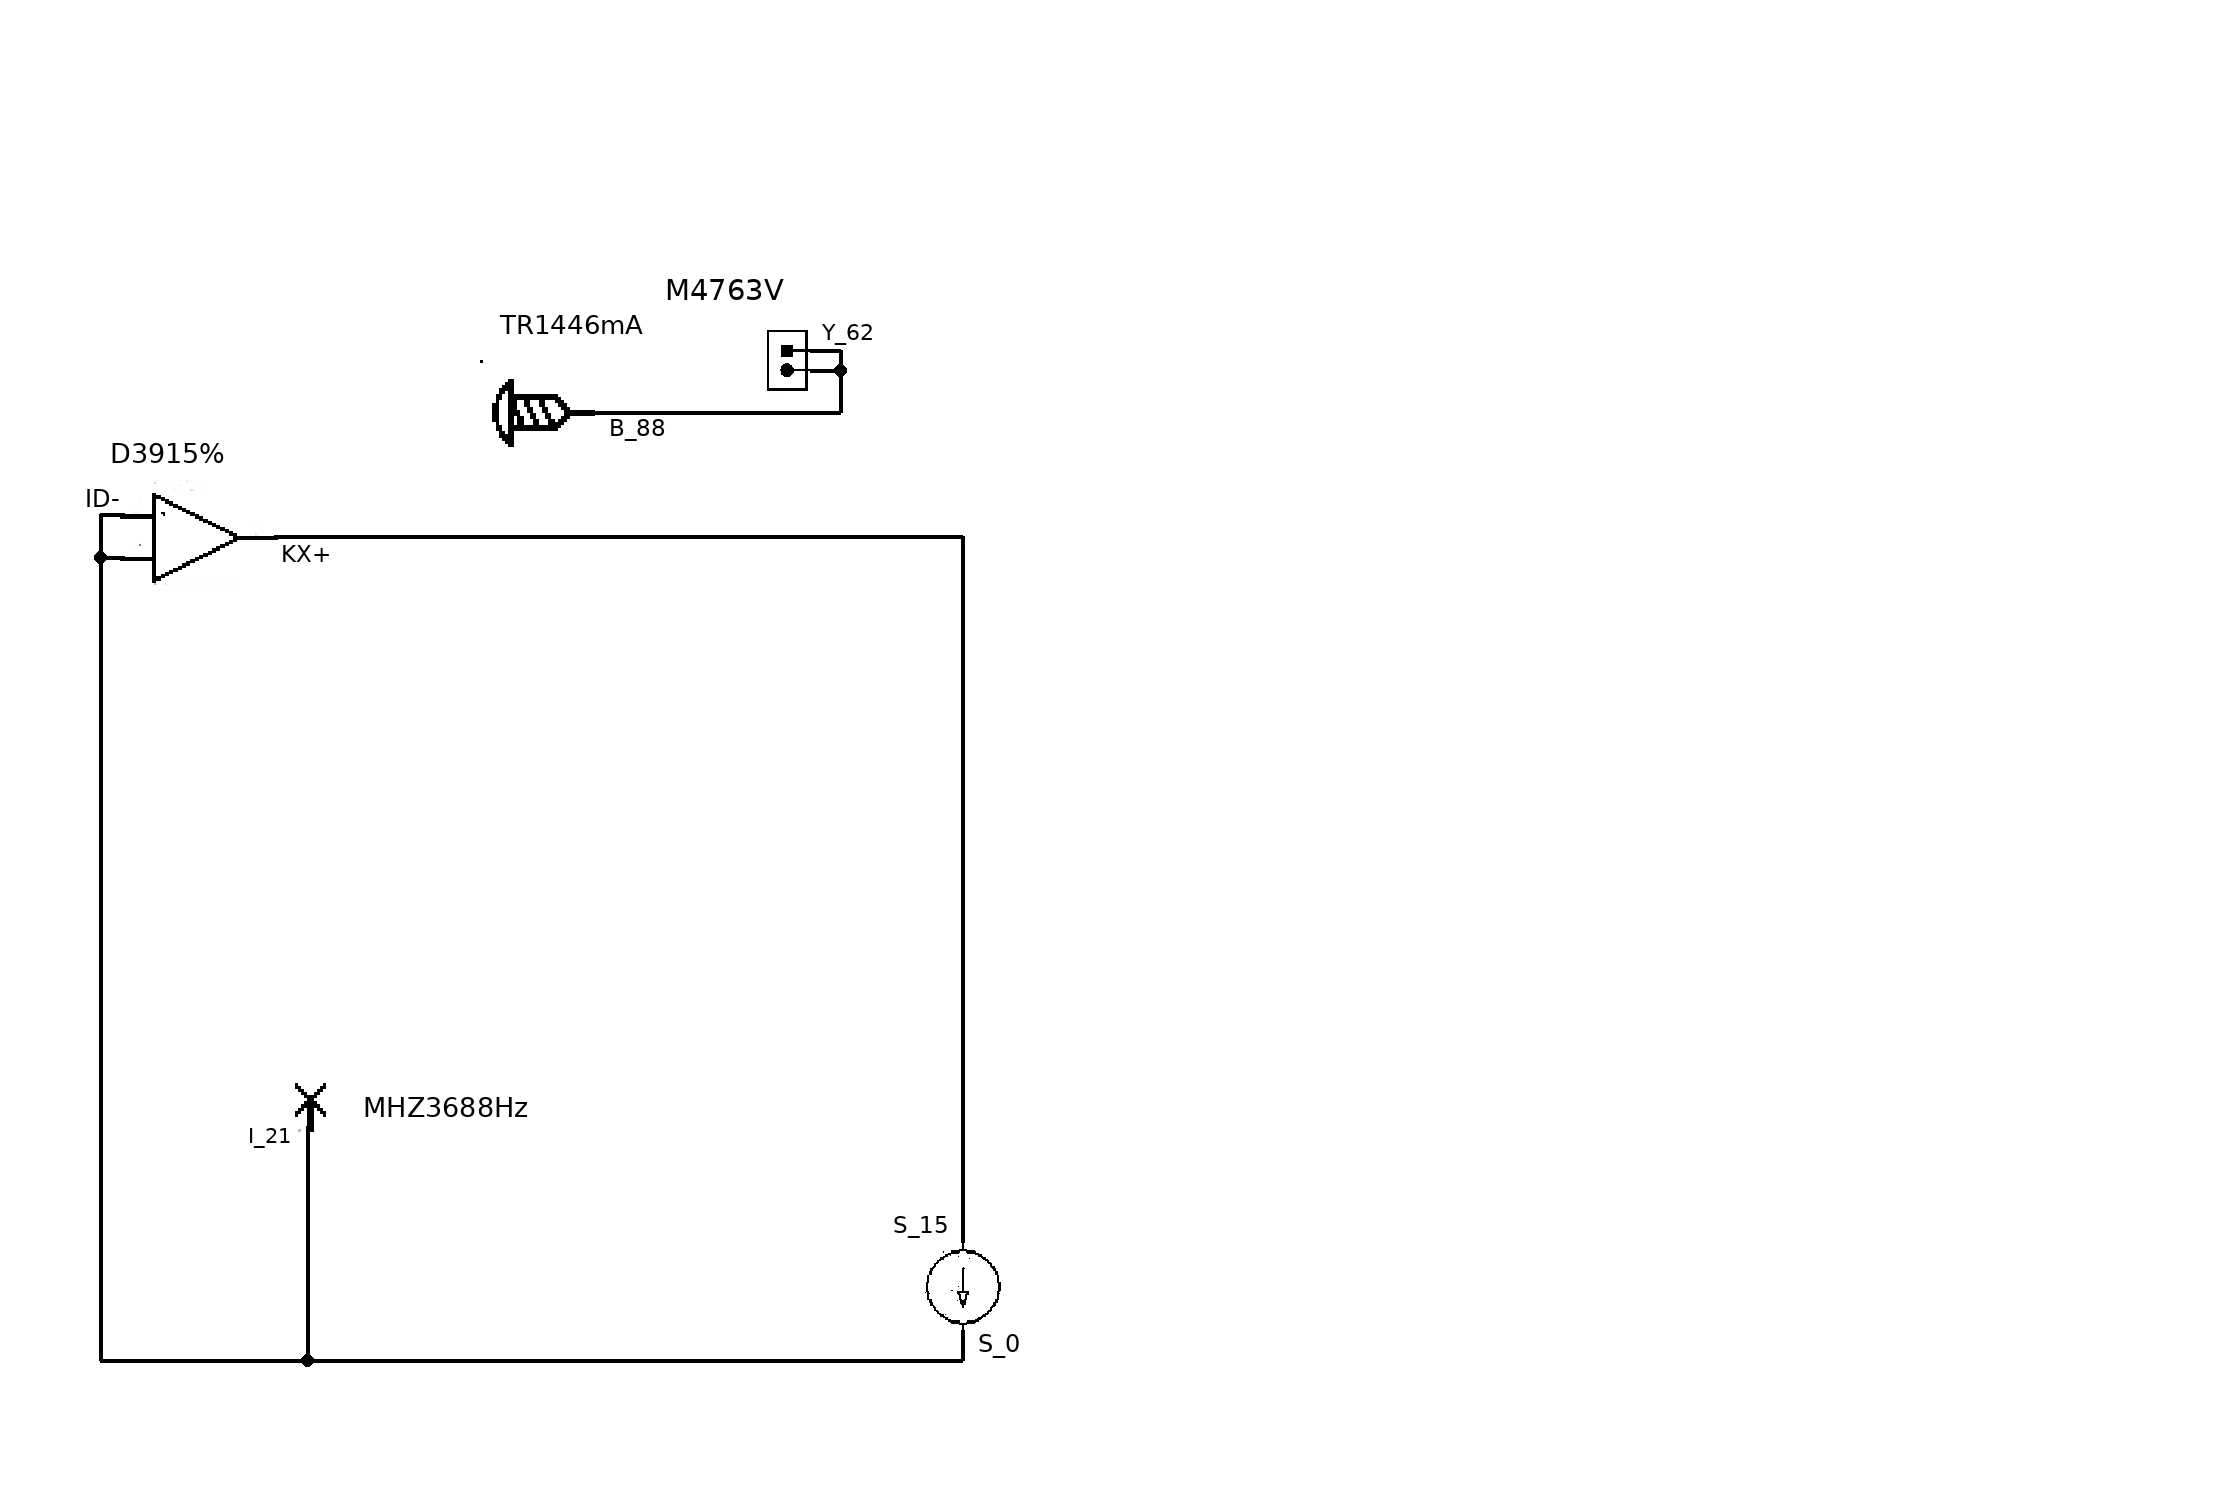 M4763V
TR1446mA
Y_62
B_88
D3915%
ID-
KX+
MHZ3688Hz
I_21
S_15
S_0